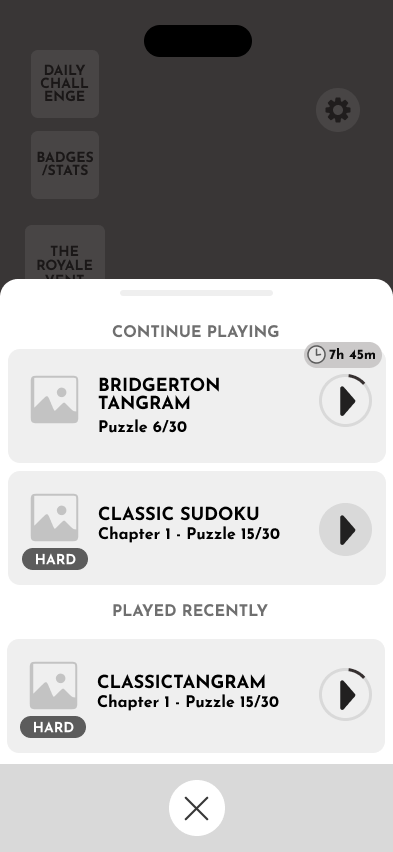 DAILY
CHALL
ENGE
BADGES
/STATS
THE
ROYALE
CONTINUE PLAYING
7h 45m
BRIDGERTON
TANGRAM
Puzzle 6/30
CLASSIC SUDOKU
Chapter 1 - Puzzle 15/30
HARD
PLAYED RECENTLY
CLASSICTANGRAM
Chapter 1 - Puzzle 15/30
HARD